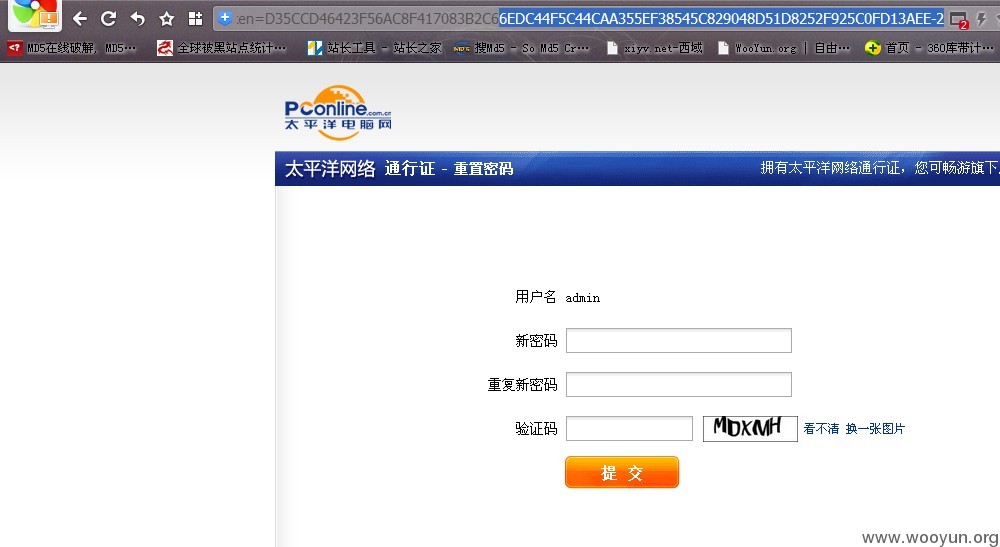 :en=D35CCD46423F56AC8F417083B2C66EDC44F5C44CAA355EF38545C829048D51D8252F925C0FD13AEE-2
2
MD5在线破解, MD5… 全球被黑站点统计… 站长工具 - 站长之家 搜Md5 - So Md5 Cr… xiyv.net-西域 WooYun.org | 自由… 首页 - 360库带计…
PConline.com.cn
太平洋电脑网
太平洋网络 通行证 - 重置密码 拥有太平洋网络通行证，您可畅游旗下
用户名 admin
新密码
重复新密码
验证码 MDXMH 看不清 换一张图片
提 交
www.wooyun.org